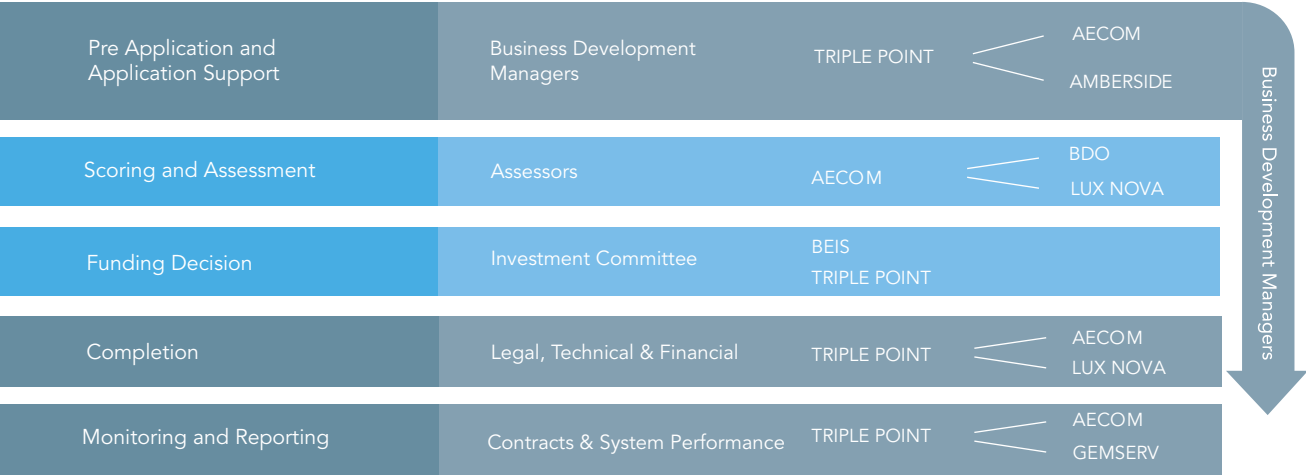 Pre Application and
Application Support
Business Development
Managers
TRIPLE POINT
AECOM
AMBERSIDE
Scoring and Assessment
Assessors
AECOM
BDO
LUX NOVA
Funding Decision
Investment Committee
BEIS
TRIPLE POINT
Completion
Legal, Technical & Financial
TRIPLE POINT
AECOM
LUX NOVA
Monitoring and Reporting
Contracts & System Performance
TRIPLE POINT
AECOM
GEMSERV
Business Development Managers